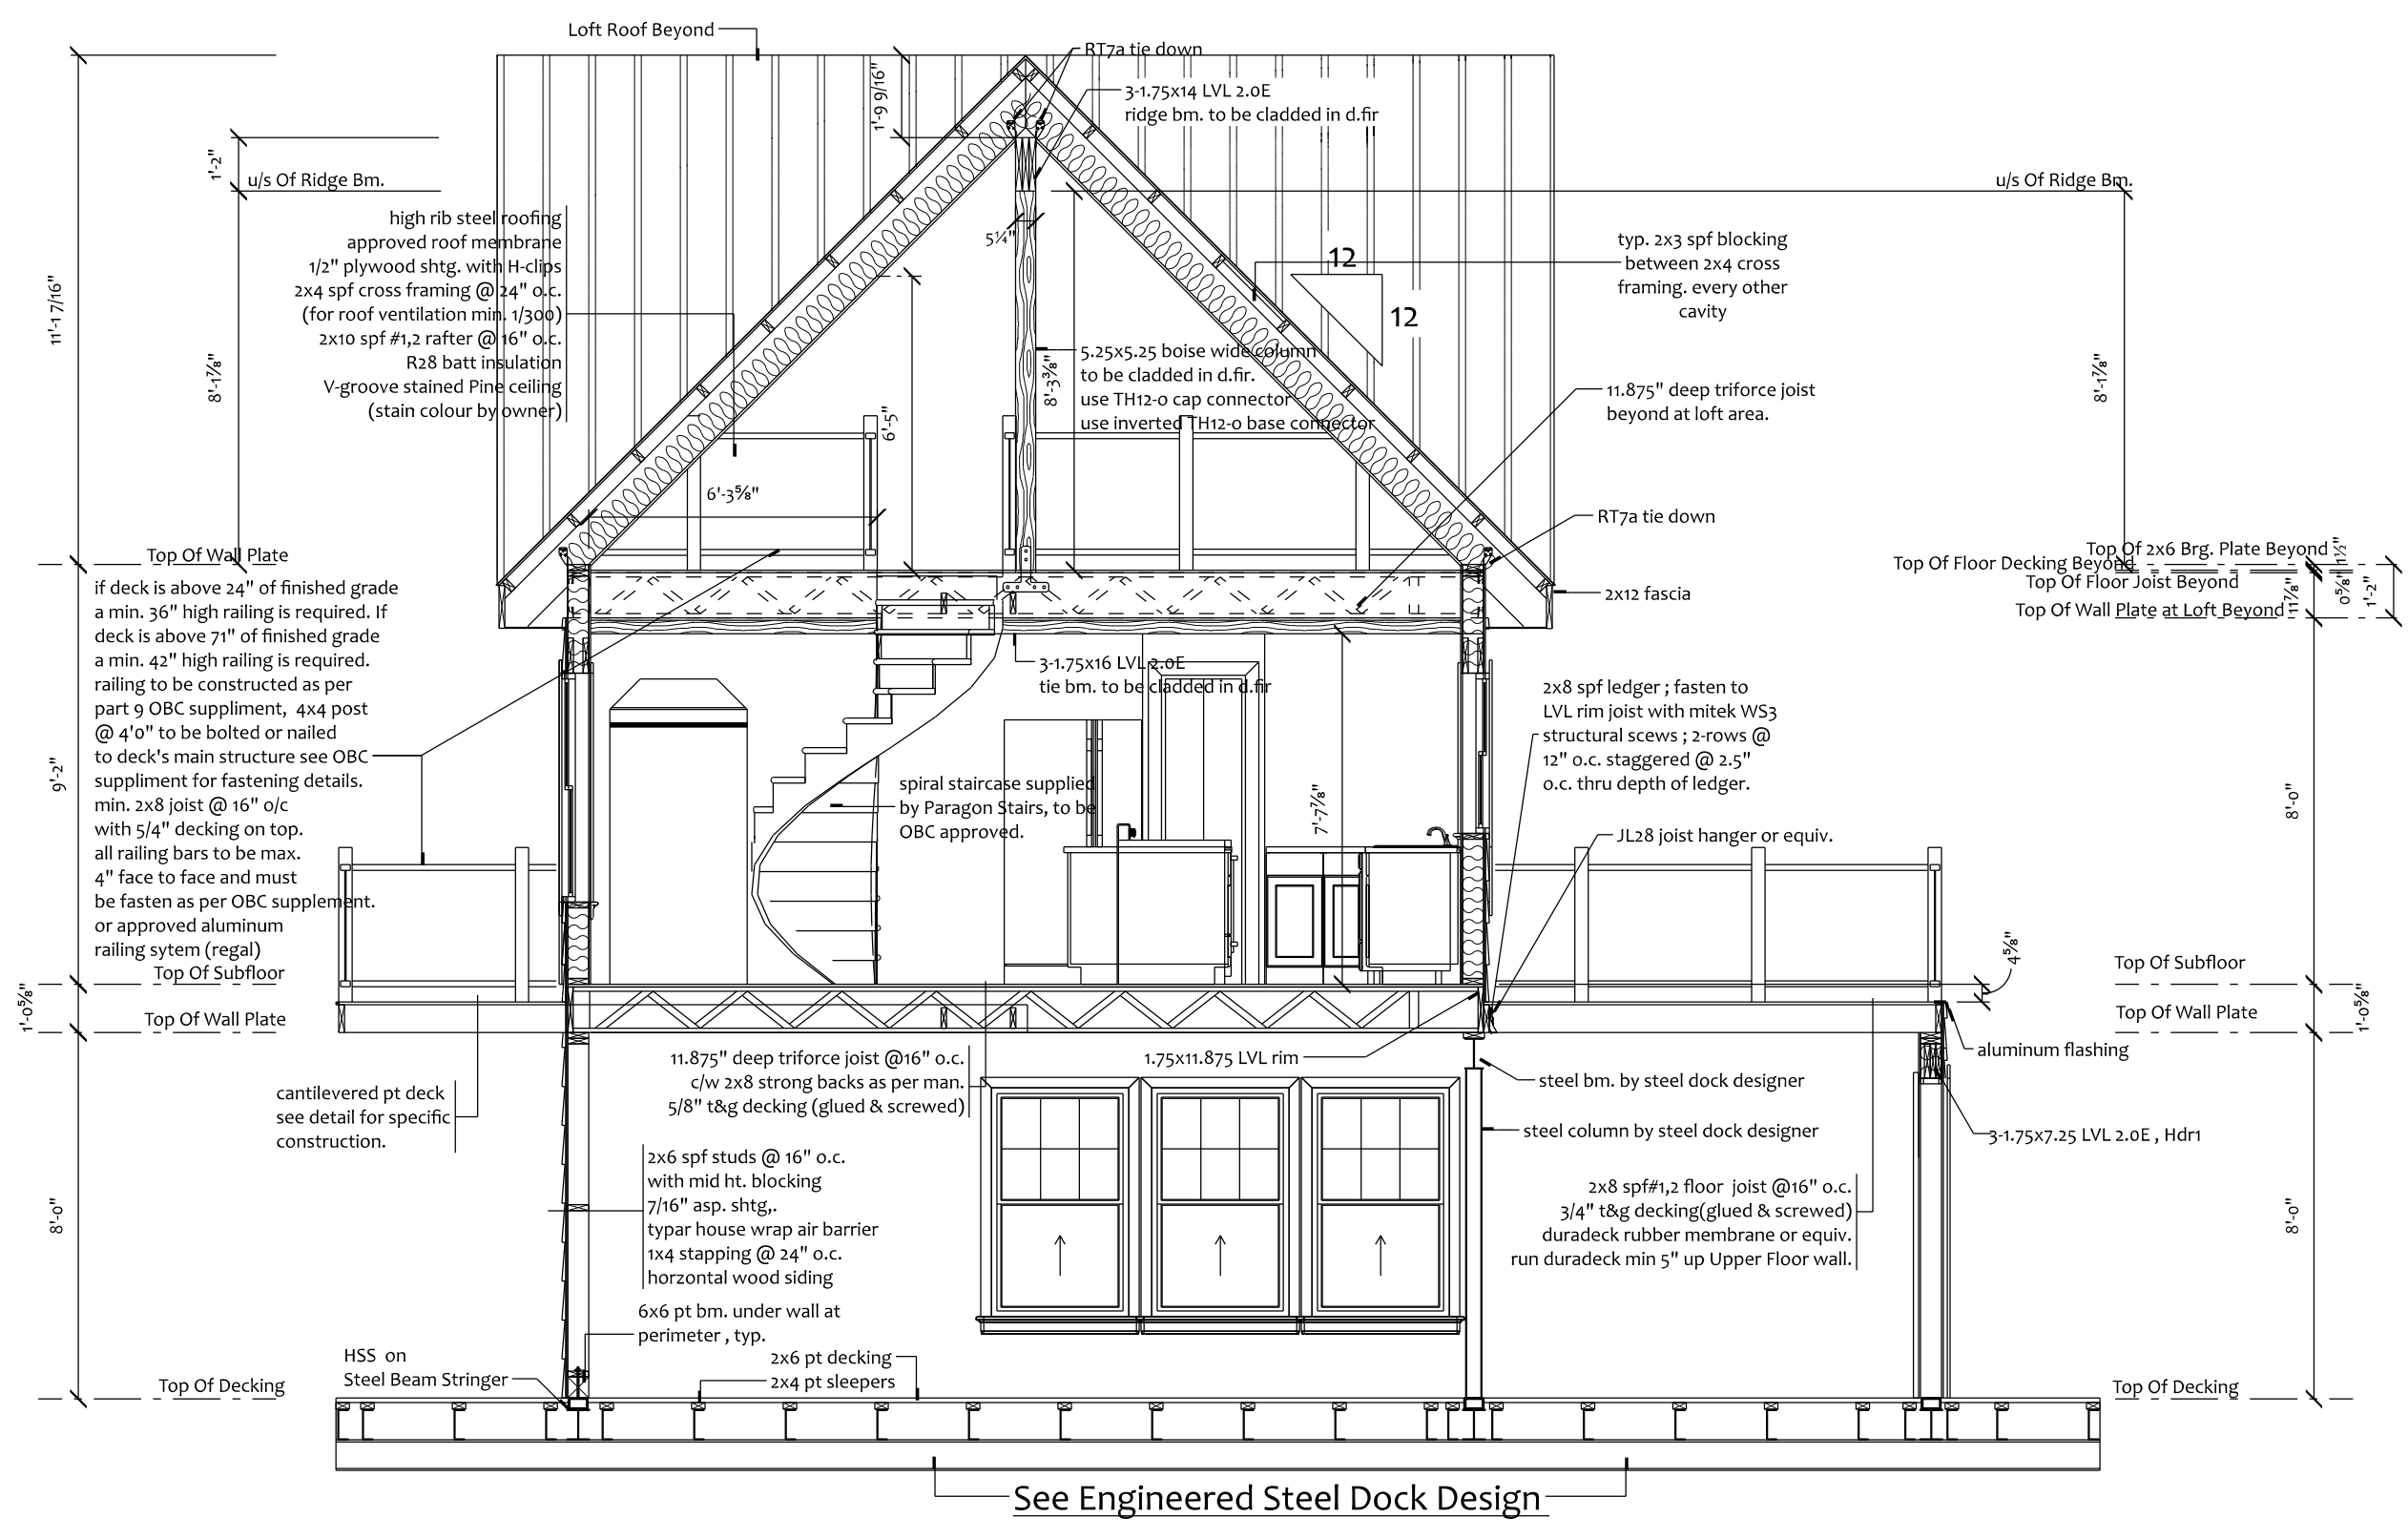 Loft Roof Beyond
RT7a tie down
1'-9 9/16"
3-1.75x14 LVL 2.0E
ridge bm. to be cladded in d.fir
1'-2"
u/s Of Ridge Bm.
u/s Of Ridge Bm.
high rib steel roofing
approved roof membrane
1/2" plywood shtg. with H-clips
2x4 spf cross framing @ 24" o.c.
(for roof ventilation min. 1/300)
2x10 spf #1,2 rafter @ 16" o.c.
R28 batt insulation
V-groove stained Pine ceiling
(stain colour by owner)
5¼"
12
12
typ. 2x3 spf blocking
between 2x4 cross
framing. every other
cavity
11'-1 7/16"
8'-1⅞"
8'-1⅞"
5.25x5.25 boise wide column
to be cladded in d.fir.
use TH12-0 cap connector
use inverted TH12-0 base connector
8'-3⅜"
6'-5"
11.875" deep triforce joist
beyond at loft area.
6'-3⅝"
RT7a tie down
Top Of Wall Plate
Top Of 2x6 Brg. Plate Beyond
Top Of Floor Decking Beyond
Top Of Floor Joist Beyond
Top Of Wall Plate at Loft Beyond
1½"
0⅝"
11⅞"
1'-2"
2x12 fascia
if deck is above 24" of finished grade
a min. 36" high railing is required. If
deck is above 71" of finished grade
a min. 42" high railing is required.
railing to be constructed as per
part 9 OBC suppliment, 4x4 post
@ 4'0" to be bolted or nailed
to deck's main structure see OBC
suppliment for fastening details.
min. 2x8 joist @ 16" o/c
with 5/4" decking on top.
all railing bars to be max.
4" face to face and must
be fasten as per OBC supplement.
or approved aluminum
railing sytem (regal)
9'-2"
3-1.75x16 LVL 2.0E
tie bm. to be cladded in d.fir
spiral staircase supplied
by Paragon Stairs, to be
OBC approved.
7'-7⅞"
2x8 spf ledger ; fasten to
LVL rim joist with mitek WS3
structural scews ; 2-rows @
12" o.c. staggered @ 2.5"
o.c. thru depth of ledger.
JL28 joist hanger or equiv.
8'-0"
4⅝"
Top Of Subfloor
Top Of Subfloor
1'-0⅝"
1'-0⅝"
Top Of Wall Plate
Top Of Wall Plate
aluminum flashing
11.875" deep triforce joist @16" o.c.
c/w 2x8 strong backs as per man.
5/8" t&g decking (glued & screwed)
1.75x11.875 LVL rim
steel bm. by steel dock designer
steel column by steel dock designer
3-1.75x7.25 LVL 2.0E , Hdr1
cantilevered pt deck
see detail for specific
construction.
2x6 spf studs @ 16" o.c.
with mid ht. blocking
7/16" asp. shtg,.
typar house wrap air barrier
1x4 stapping @ 24" o.c.
horzontal wood siding
2x8 spf#1,2 floor joist @16" o.c.
3/4" t&g decking(glued & screwed)
duradeck rubber membrane or equiv.
run duradeck min 5" up Upper Floor wall.
8'-0"
8'-0"
6x6 pt bm. under wall at
perimeter , typ.
HSS on
Steel Beam Stringer
2x6 pt decking
2x4 pt sleepers
Top Of Decking
Top Of Decking
See Engineered Steel Dock Design